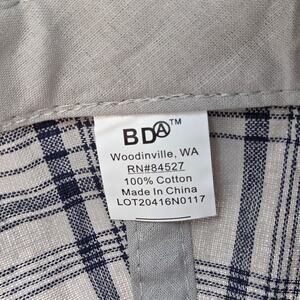 BDA™
Woodinville, WA
RN#84527
100% Cotton
Made In China
LOT20416N0117